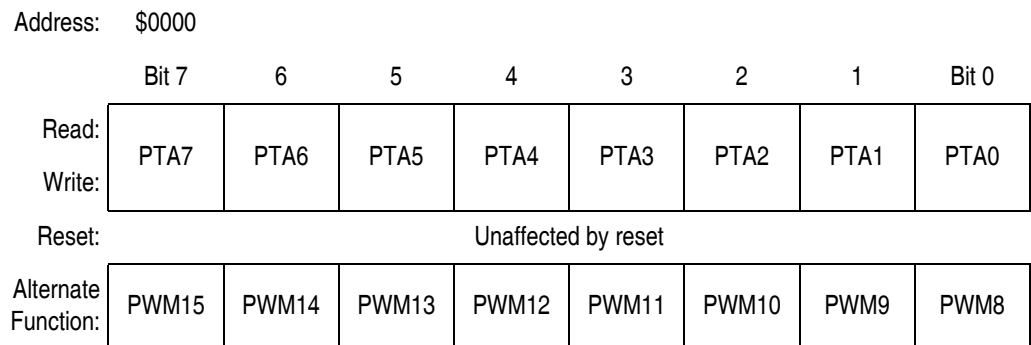 Address: $0000
Bit 7 6 5 4 3 2 1 Bit 0
Read:
PTA7 PTA6 PTA5 PTA4 PTA3 PTA2 PTA1 PTA0
Write:
Reset: Unaffected by reset
Alternate
Function: PWM15 PWM14 PWM13 PWM12 PWM11 PWM10 PWM9 PWM8